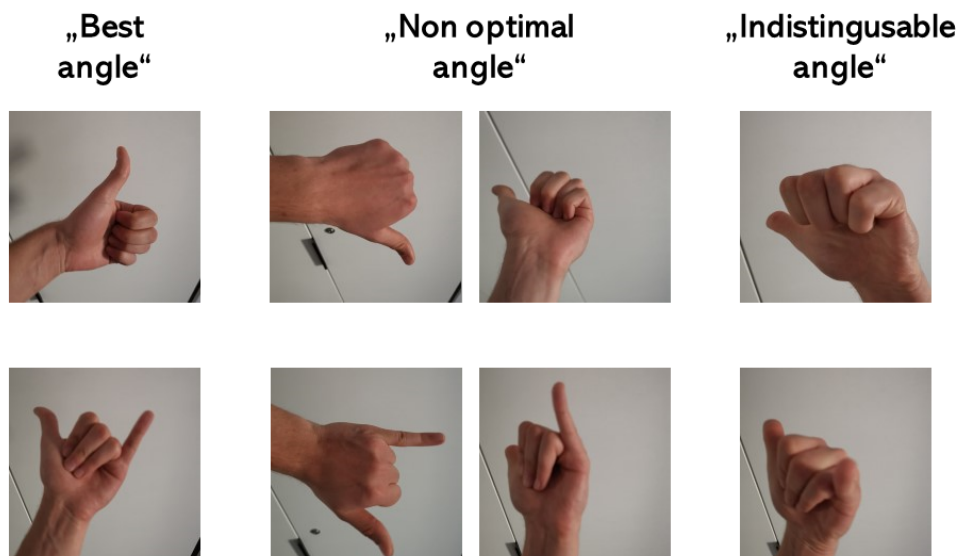 „Best
angle“
„Non optimal
angle“
„Indistingusable
angle“